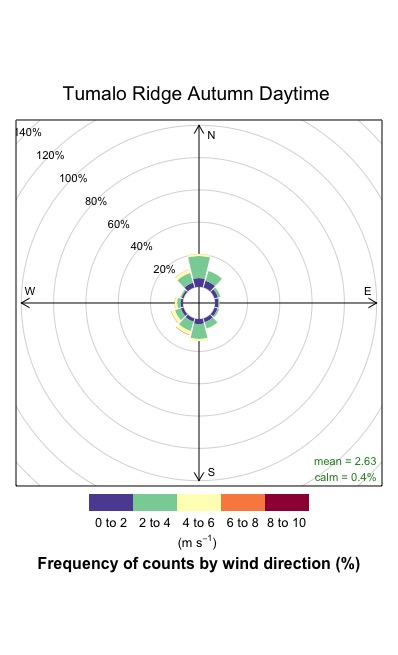 Tumalo Ridge Autumn Daytime
N
140%
120%
100%
80%
60%
40%
20%
W
E
S
mean = 2.63
calm = 0.4%
0 to 2 2 to 4 4 to 6 6 to 8 8 to 10
(m s⁻¹)
Frequency of counts by wind direction (%)